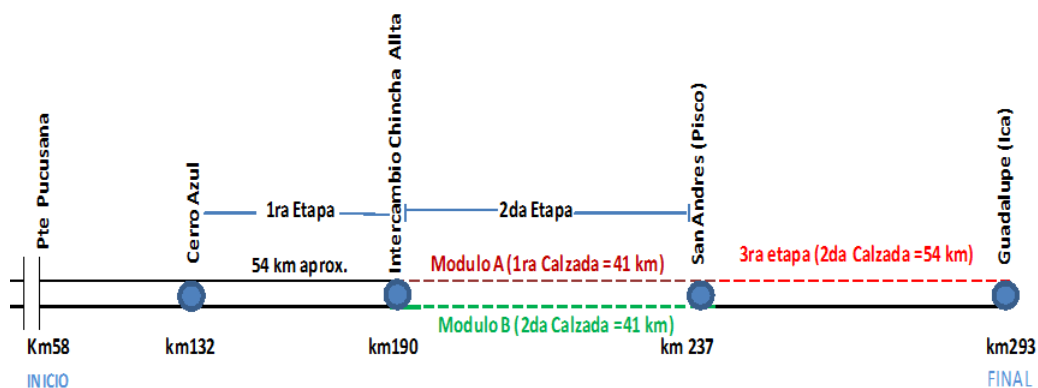 Pte Pucusana
Cerro Azul
Intercambio Chincha Allta
San Andres (Pisco)
Guadalupe (Ica)
1ra Etapa
2da Etapa
54 km aprox.
Modulo A (1ra Calzada =41 km)
3ra etapa (2da Calzada =54 km)
Modulo B (2da Calzada =41 km)
Km58
km132
km190
km 237
km293
INICIO
FINAL